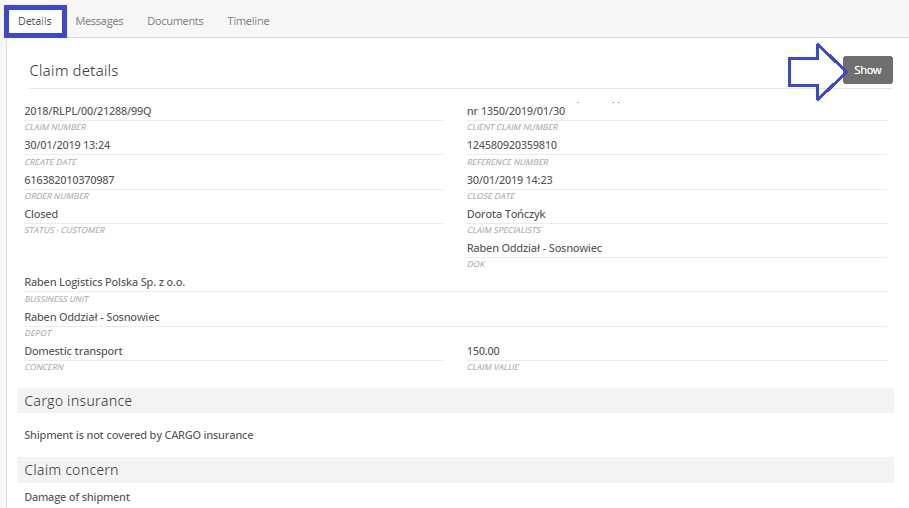 Details Messages Documents Timeline
Claim details Show
2018/RLPL/00/21288/99Q nr 1350/2019/01/30
CLAIM NUMBER CLIENT CLAIM NUMBER
30/01/2019 13:24 124580920359810
CREATE DATE REFERENCE NUMBER
616382010370987 30/01/2019 14:23
ORDER NUMBER CLOSE DATE
Closed Dorota Tończyk
STATUS - CUSTOMER CLAIM SPECIALISTS
Raben Oddział - Sosnowiec
DOK
Raben Logistics Polska Sp. z o.o.
BUSSINESS UNIT
Raben Oddział - Sosnowiec
DEPOT
Domestic transport 150.00
CONCERN CLAIM VALUE
Cargo insurance
Shipment is not covered by CARGO insurance
Claim concern
Damage of shipment